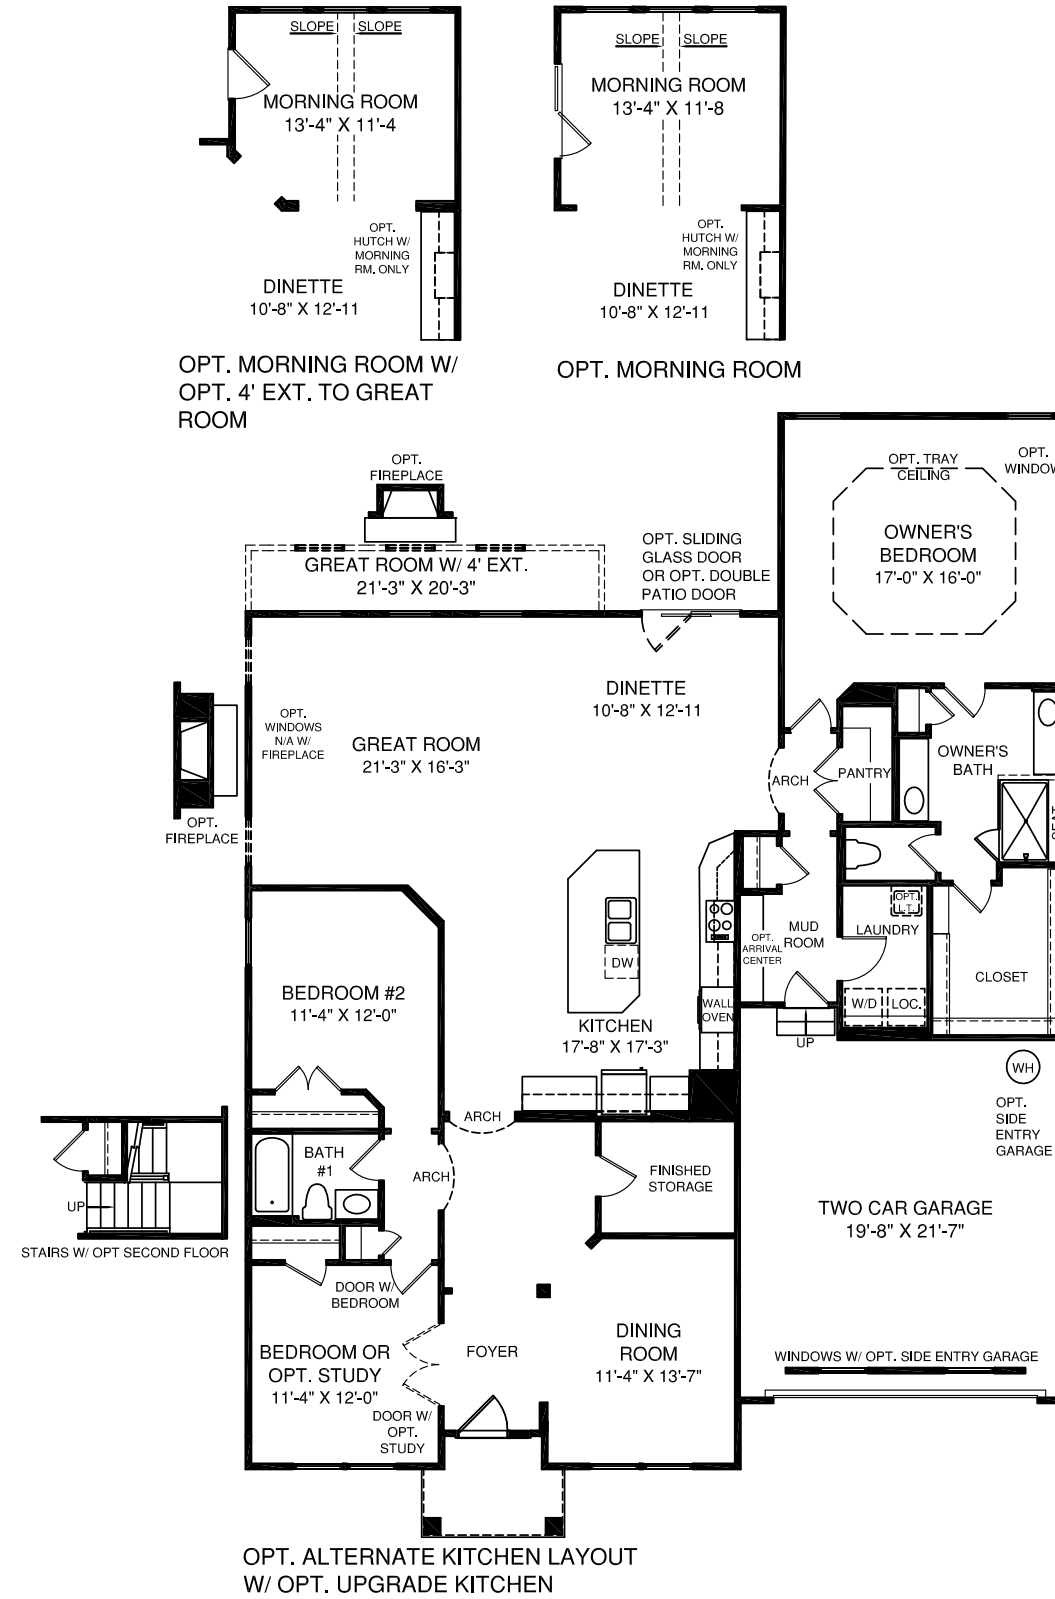 SLOPE SLOPE
MORNING ROOM
13'-4" X 11'-4
OPT.
HUTCH W/
MORNING
RM. ONLY
DINETTE
10'-8" X 12'-11
OPT. MORNING ROOM W/
OPT. 4' EXT. TO GREAT
ROOM
SLOPE SLOPE
MORNING ROOM
13'-4" X 11'-8
OPT.
HUTCH W/
MORNING
RM. ONLY
DINETTE
10'-8" X 12'-11
OPT. MORNING ROOM
OPT.
FIREPLACE
GREAT ROOM W/ 4' EXT.
21'-3" X 20'-3"
OPT. SLIDING
GLASS DOOR
OR OPT. DOUBLE
PATIO DOOR
OPT. TRAY
CEILING
OPT.
WINDOW
OWNER'S
BEDROOM
17'-0" X 16'-0"
OPT.
WINDOWS
N/A W/
FIREPLACE
GREAT ROOM
21'-3" X 16'-3"
DINETTE
10'-8" X 12'-11
OPT.
FIREPLACE
ARCH
PANTRY
OWNER'S
BATH
SEAT
DW
WALL
OVEN
KITCHEN
17'-8" X 17'-3"
OPT.
ARRIVAL
CENTER
MUD
ROOM
OPT.
L.T.
LAUNDRY
W/D LOC.
CLOSET
UP
WH
OPT.
SIDE
ENTRY
GARAGE
BEDROOM #2
11'-4" X 12'-0"
ARCH
BATH
#1
ARCH
FINISHED
STORAGE
UP
STAIRS W/ OPT SECOND FLOOR
TWO CAR GARAGE
19'-8" X 21'-7"
DOOR W/
BEDROOM
BEDROOM OR
OPT. STUDY
11'-4" X 12'-0"
FOYER
DINING
ROOM
11'-4" X 13'-7"
WINDOWS W/ OPT. SIDE ENTRY GARAGE
DOOR W/
OPT.
STUDY
OPT. ALTERNATE KITCHEN LAYOUT
W/ OPT. UPGRADE KITCHEN